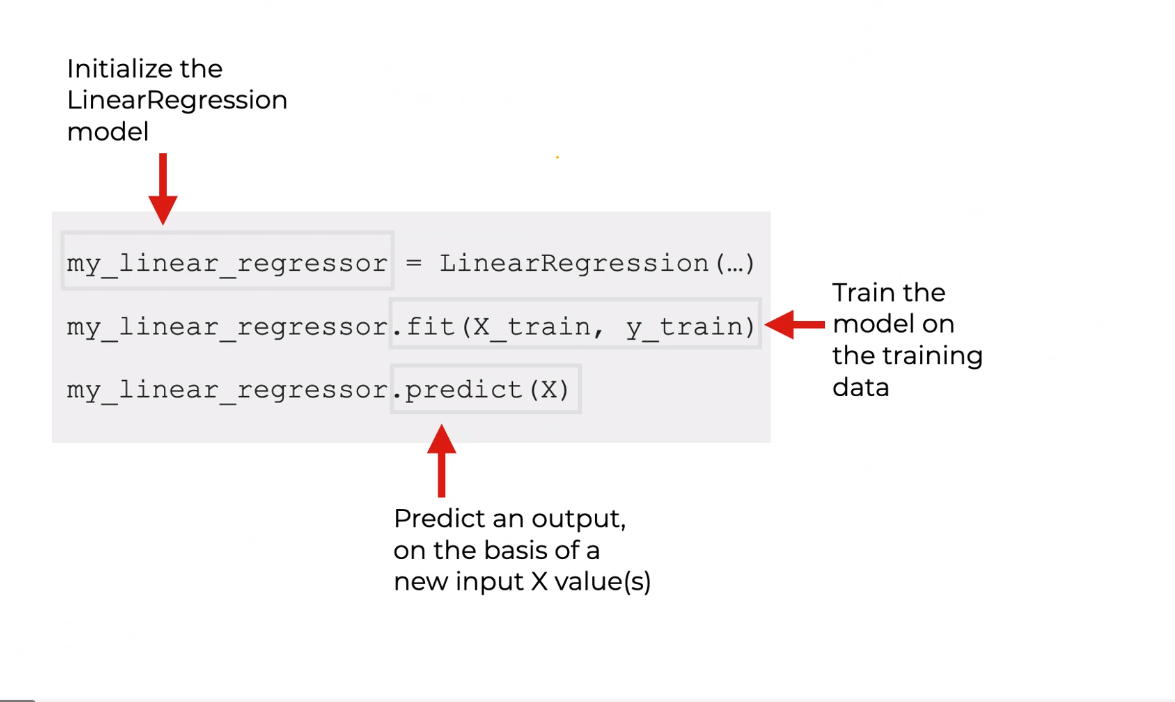 Initialize the
LinearRegression
model
my_linear_regressor = LinearRegression(…)
my_linear_regressor.fit(X_train, y_train)
my_linear_regressor.predict(X)
Train the
model on
the training
data
Predict an output,
on the basis of a
new input X value(s)